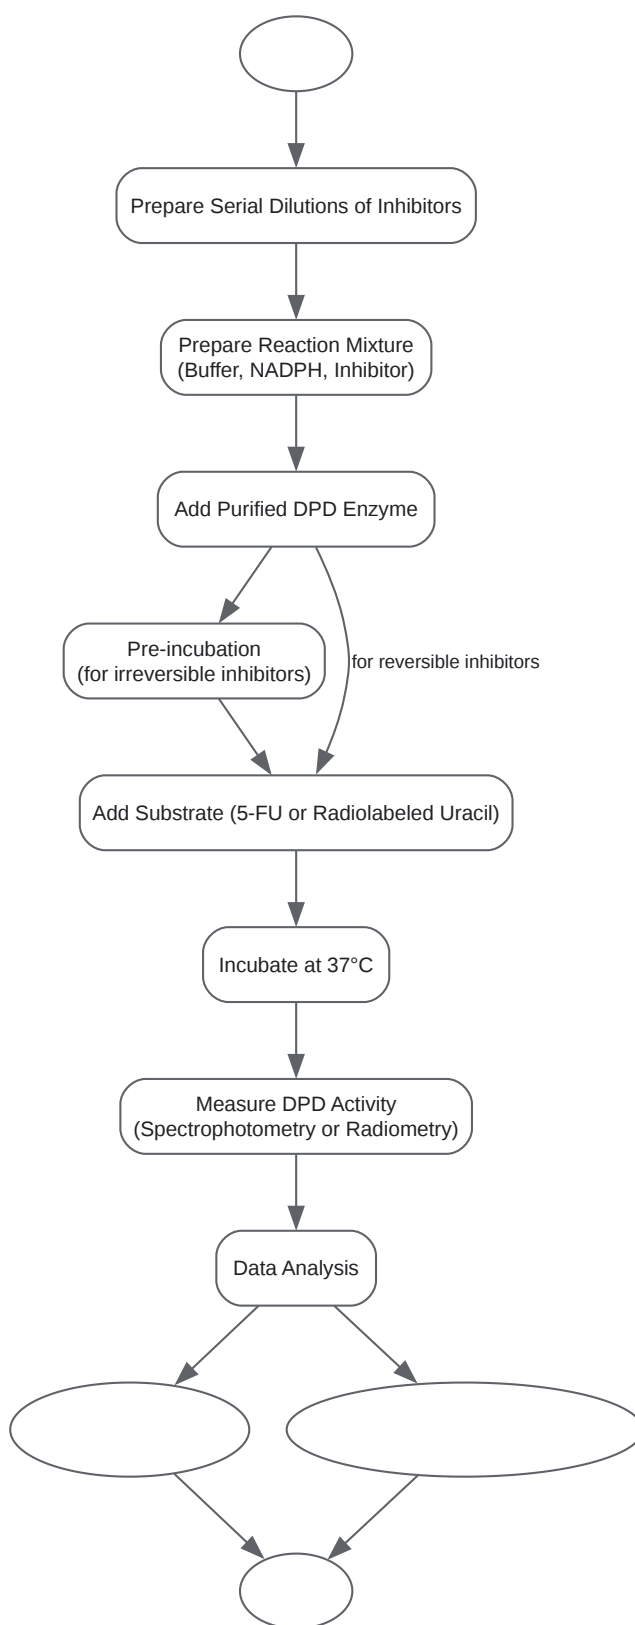 Prepare Serial Dilutions of Inhibitors
Prepare Reaction Mixture
(Buffer, NADPH, Inhibitor)
Add Purified DPD Enzyme
Pre-incubation
(for irreversible inhibitors)
for reversible inhibitors
Add Substrate (5-FU or Radiolabeled Uracil)
Incubate at 37°C
Measure DPD Activity
(Spectrophotometry or Radiometry)
Data Analysis